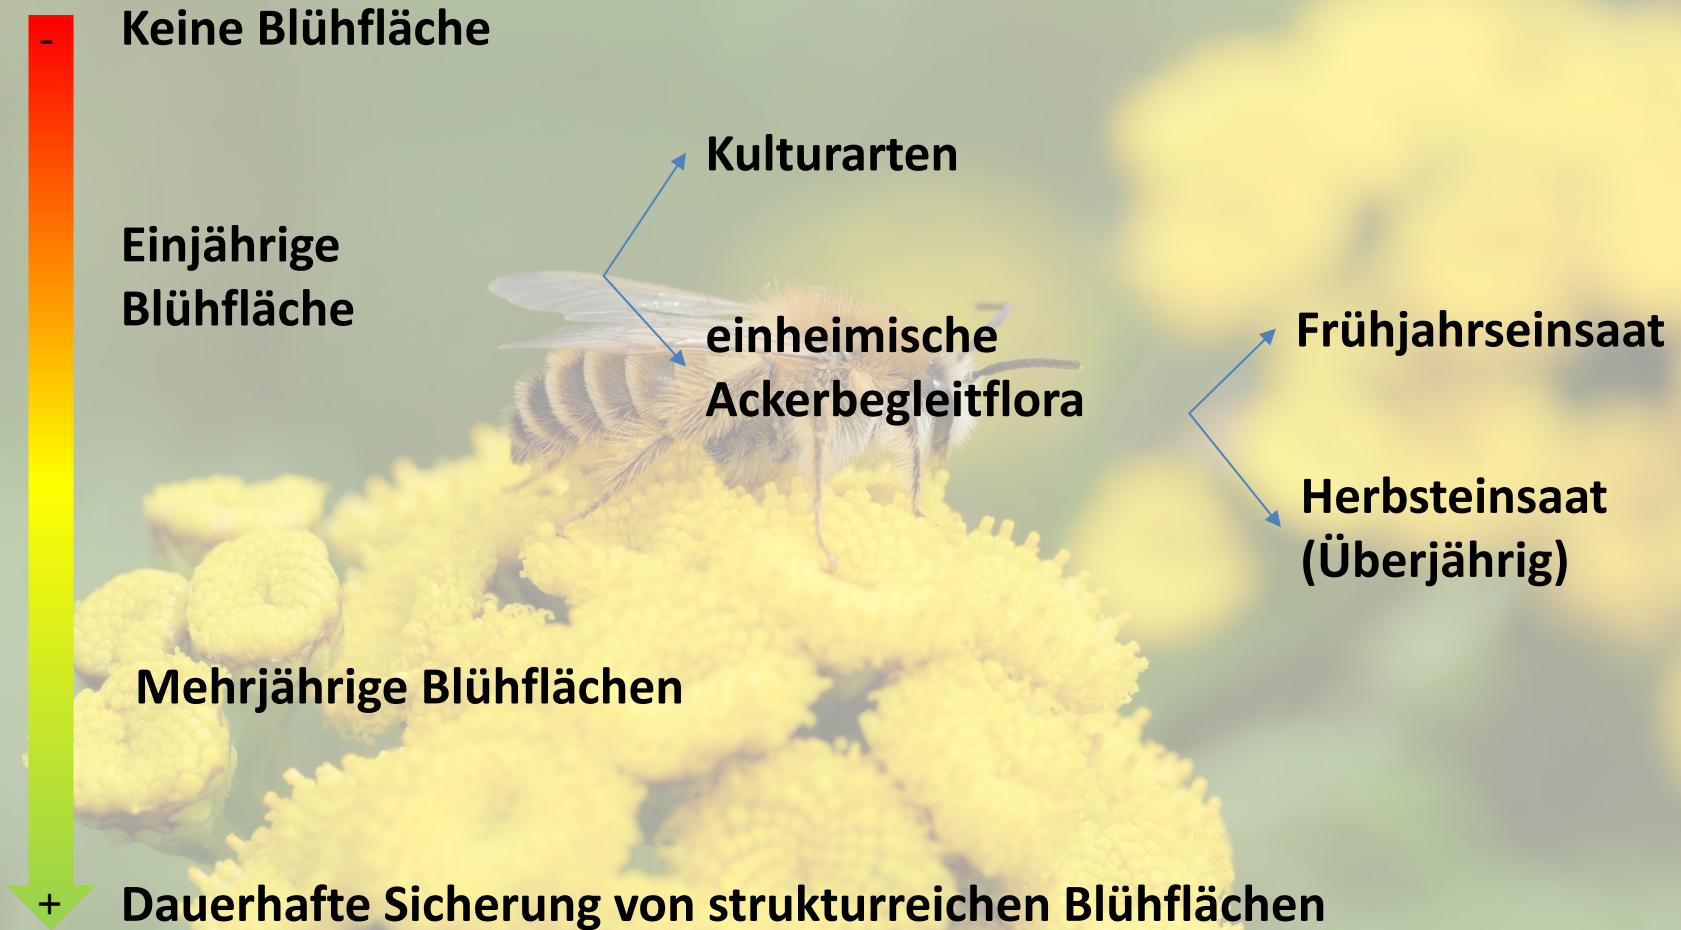 -
Keine Blühfläche
Kulturarten
Einjährige
Blühfläche
einheimische
Ackerbegleitflora
Frühjahrseinsaat
Herbsteinsaat
(Überjährig)
Mehrjährige Blühflächen
+
Dauerhafte Sicherung von strukturreichen Blühflächen